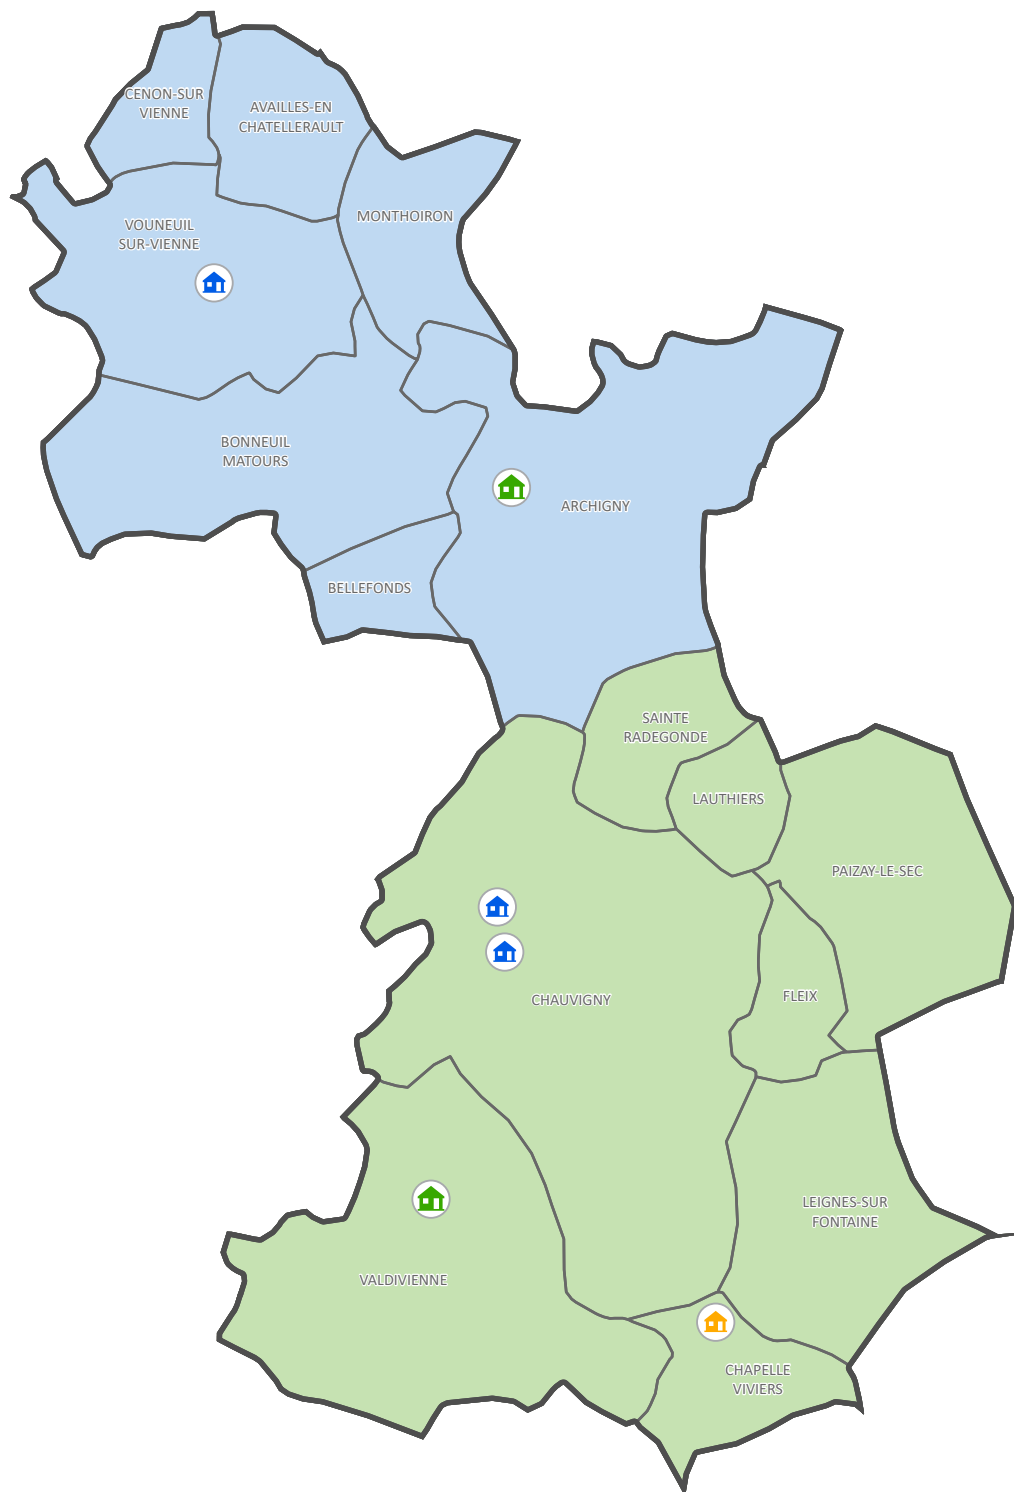 CENON-SUR
VIENNE
AVAILLES-EN
CHATELLERAULT
MONTHOIRON
VOUNEUIL
SUR-VIENNE
BONNEUIL
MATOURS
ARCHIGNY
BELLEFONDS
SAINTE
RADEGONDE
LAUTHIERS
PAIZAY-LE-SEC
FLEIX
CHAUVIGNY
LEIGNES-SUR
FONTAINE
VALDIVIENNE
CHAPELLE
VIVIERS